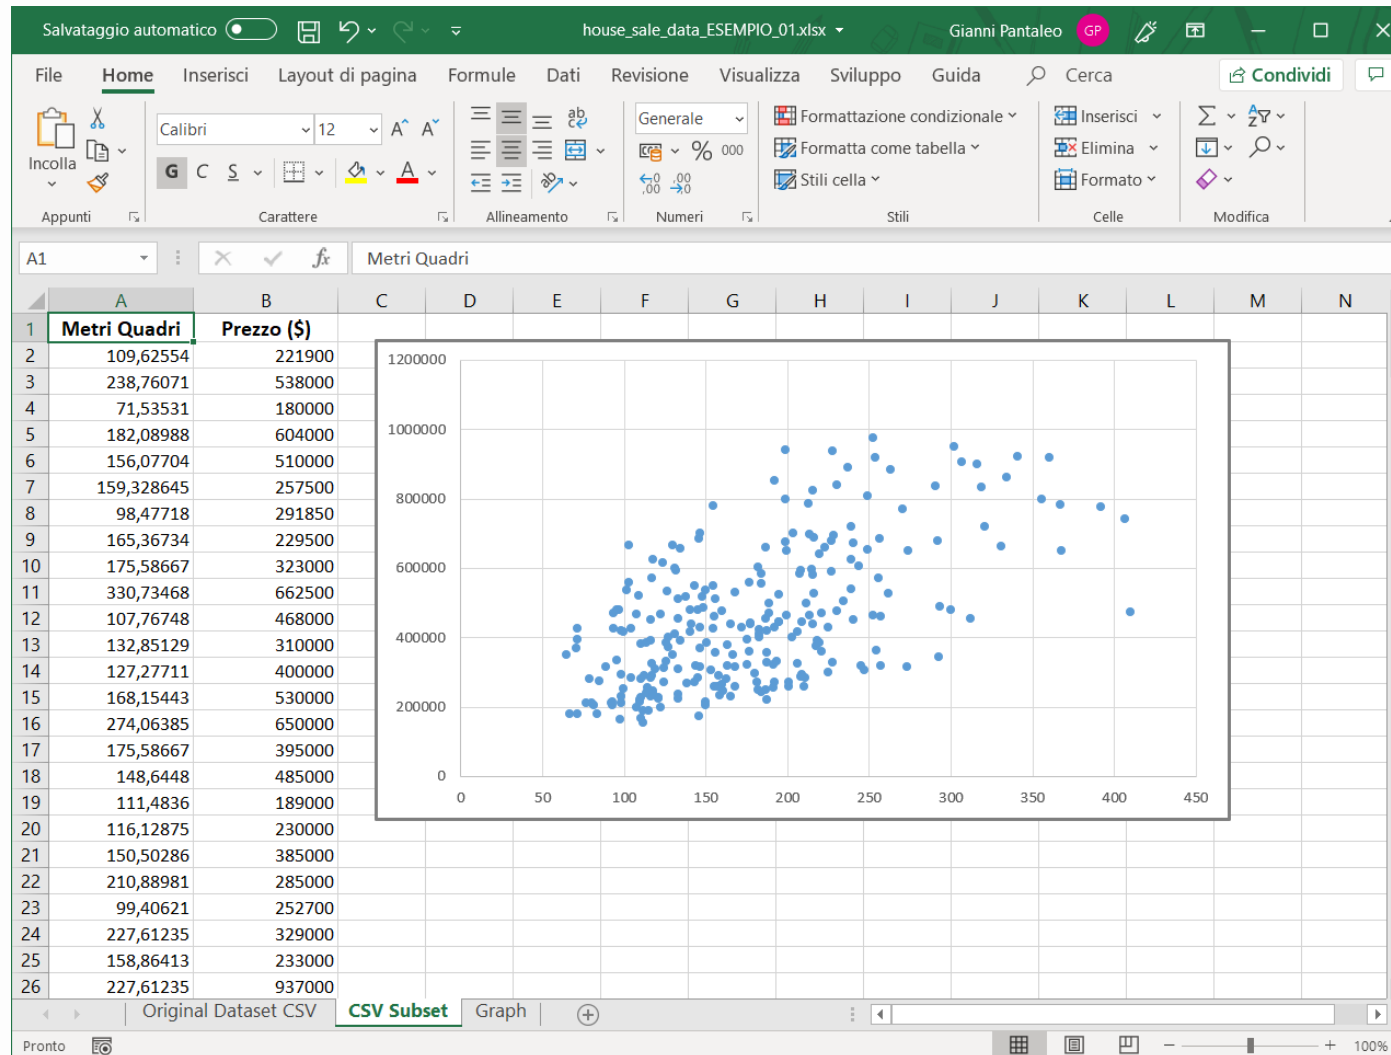 Salvataggio automatico house_sale_data_ESEMPIO_01.xlsx Gianni Pantaleo GP
File Home Inserisci Layout di pagina Formule Dati Revisione Visualizza Sviluppo Guida Cerca Condividi
Incolla
Calibri 12
G C S
A A A
ab
Generale
% 000
Formattazione condizionale
Formatta come tabella
Stili cella
Inserisci
Elimina
Formato
Appunti Carattere Allineamento Numeri Stili Celle Modifica
A1 fx Metri Quadri
A B C D E F G H I J K L M N
1 Metri Quadri Prezzo ($)
2 109,62554 221900
3 238,76071 538000
4 71,53531 180000
5 182,08988 604000
6 156,07704 510000
7 159,328645 257500
8 98,47718 291850
9 165,36734 229500
10 175,58667 323000
11 330,73468 662500
12 107,76748 468000
13 132,85129 310000
14 127,27711 400000
15 168,15443 530000
16 274,06385 650000
17 175,58667 395000
18 148,6448 485000
19 111,4836 189000
20 116,12875 230000
21 150,50286 385000
22 210,88981 285000
23 99,40621 252700
24 227,61235 329000
25 158,86413 233000
26 227,61235 937000
1200000
1000000
800000
600000
400000
200000
0
0 50 100 150 200 250 300 350 400 450
Original Dataset CSV CSV Subset Graph
Pronto 100%